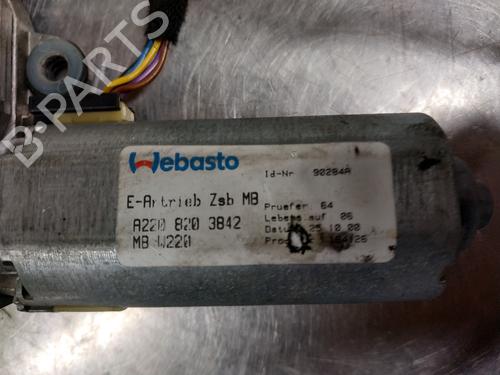 B-PARTS
Webasto
Id-Nr 90284A
E-Antrieb Zsb MB
A220 820 3842
MB W220
Pruefer 64
Lebenslauf 06
Datum 25.10.00